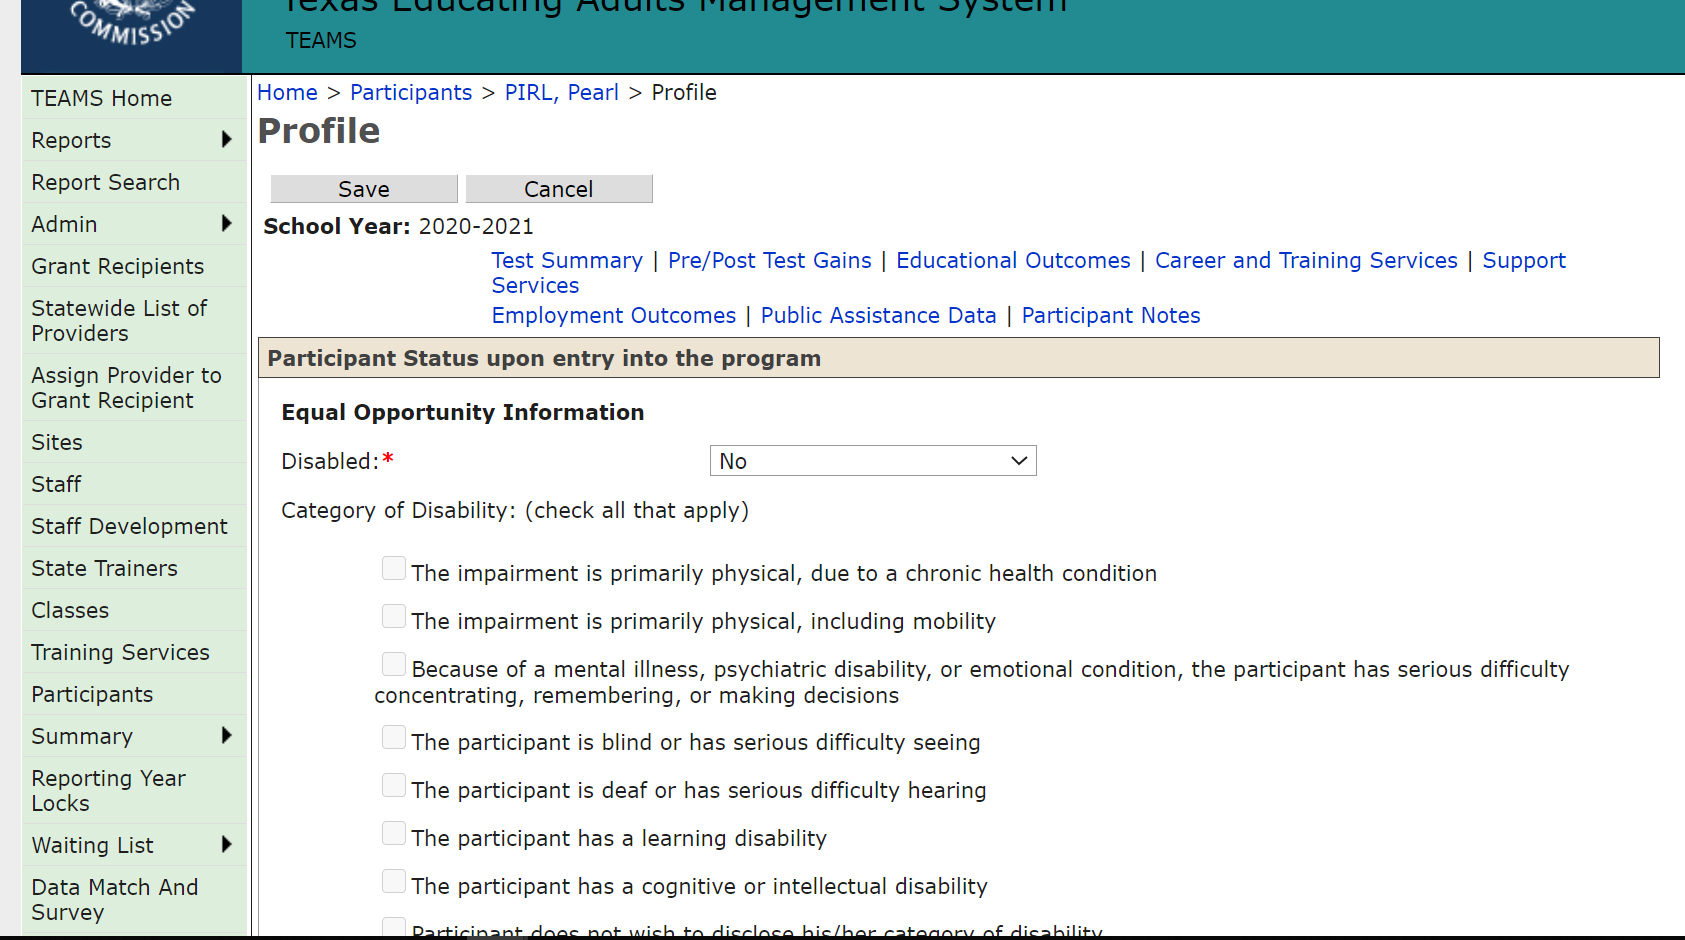 COMMISSION
Texas Educating Adults Management System
TEAMS
TEAMS Home
Reports
Report Search
Admin
Grant Recipients
Statewide List of
Providers
Assign Provider to
Grant Recipient
Sites
Staff
Staff Development
State Trainers
Classes
Training Services
Participants
Summary
Reporting Year
Locks
Waiting List
Data Match And
Survey
Home > Participants > PIRL, Pearl > Profile
Profile
Save Cancel
School Year: 2020-2021
Test Summary | Pre/Post Test Gains | Educational Outcomes | Career and Training Services | Support
Services
Employment Outcomes | Public Assistance Data | Participant Notes
Participant Status upon entry into the program
Equal Opportunity Information
Disabled:* No
Category of Disability: (check all that apply)
The impairment is primarily physical, due to a chronic health condition
The impairment is primarily physical, including mobility
Because of a mental illness, psychiatric disability, or emotional condition, the participant has serious difficulty
concentrating, remembering, or making decisions
The participant is blind or has serious difficulty seeing
The participant is deaf or has serious difficulty hearing
The participant has a learning disability
The participant has a cognitive or intellectual disability
Participant does not wish to disclose his/her category of disability